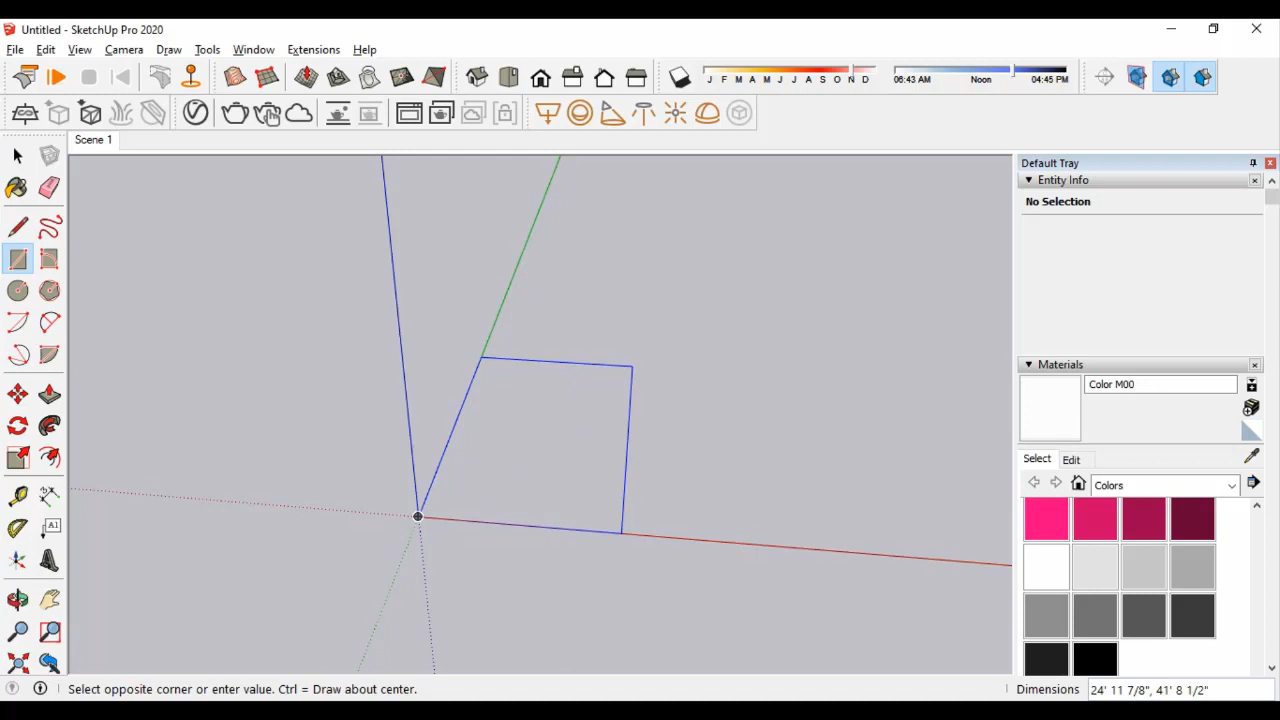 Untitled - SketchUp Pro 2020
File Edit View Camera Draw Tools Window Extensions Help
J F M A M J J A S O N D 06:43 AM Noon 04:45 PM
Scene 1
Default Tray
Entity Info
No Selection
Materials
Color M00
Select Edit
Colors
A1
Select opposite corner or enter value. Ctrl = Draw about center.
Dimensions 24' 11 7/8", 41' 8 1/2"